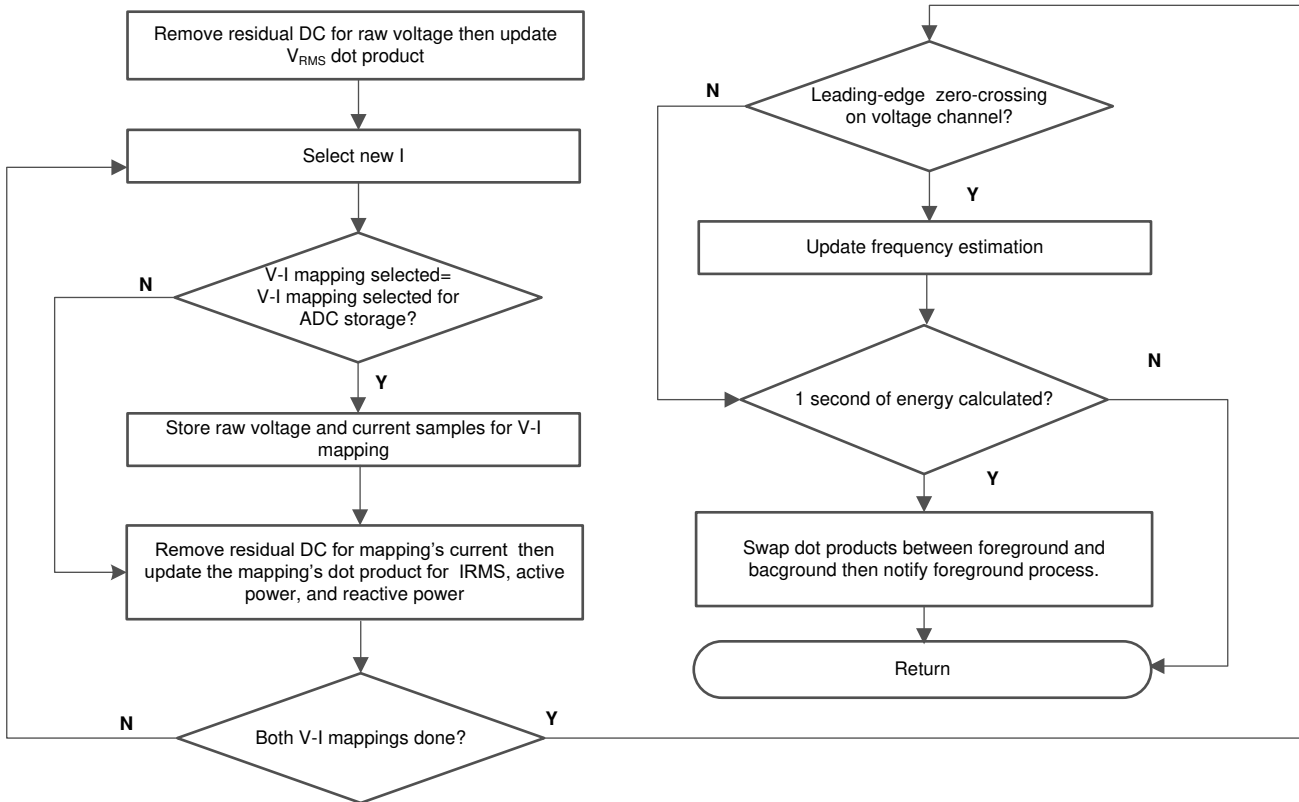 Remove residual DC for raw voltage then update
VRMS dot product
Select new I
V-I mapping selected=
V-I mapping selected for
ADC storage?
N
Y
Store raw voltage and current samples for V-I
mapping
Remove residual DC for mapping’s current then
update the mapping’s dot product for IRMS, active
power, and reactive power
Both V-I mappings done?
N
Y
Leading-edge zero-crossing
on voltage channel?
N
Y
Update frequency estimation
1 second of energy calculated?
N
Y
Swap dot products between foreground and
bacground then notify foreground process.
Return